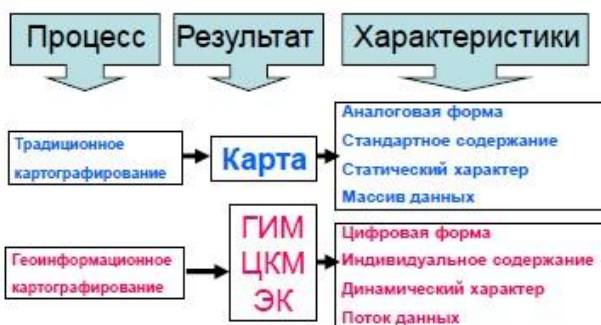 Процесс
Результат
Характеристики
Традиционное
картографирование
Карта
Аналоговая форма
Стандартное содержание
Статический характер
Массив данных
Геоинформационное
картографирование
ГИМ
ЦКМ
ЭК
Цифровая форма
Индивидуальное содержание
Динамический характер
Поток данных